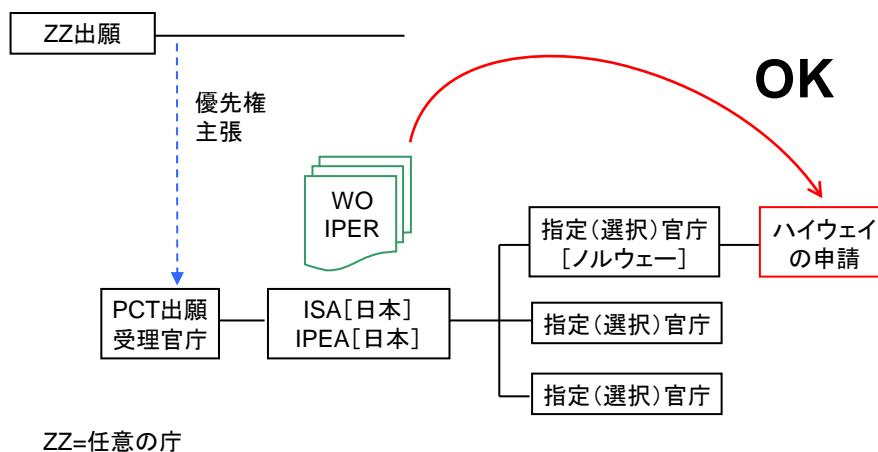 ZZ出願
OK
優先権
主張
WO
IPER
指定(選択)官庁
[ノルウェー]
ハイウェイ
の申請
PCT出願
受理官庁
ISA[日本]
IPEA[日本]
指定(選択)官庁
指定(選択)官庁
ZZ=任意の庁